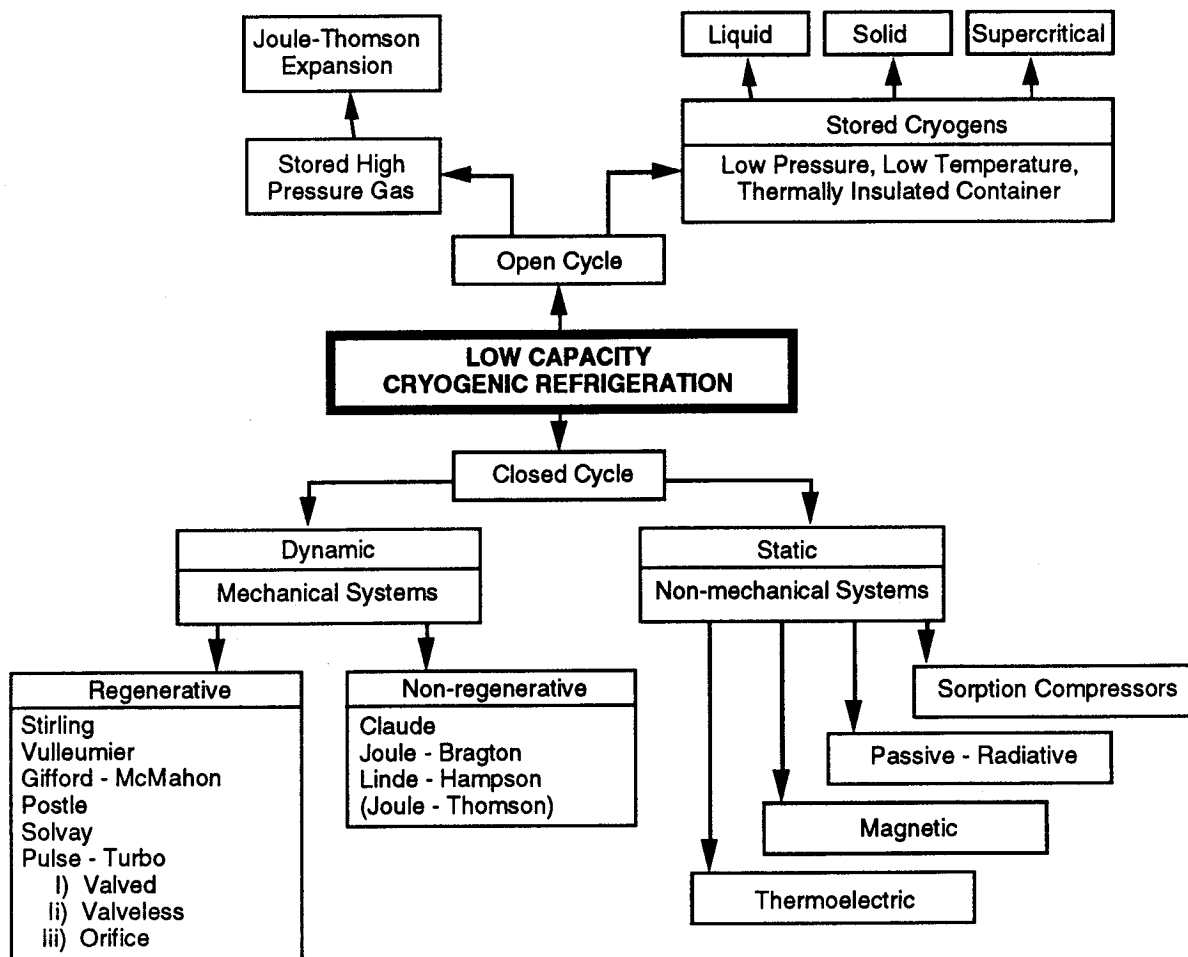 Joule-Thomson
Expansion
Liquid
Solid
Supercritical
Stored High
Pressure Gas
Stored Cryogens
Low Pressure, Low Temperature,
Thermally Insulated Container
Open Cycle
LOW CAPACITY
CRYOGENIC REFRIGERATION
Closed Cycle
Dynamic
Mechanical Systems
Static
Non-mechanical Systems
Regenerative
Stirling
Vulleumier
Gifford - McMahon
Postle
Solvay
Pulse - Turbo
I) Valved
Ii) Valveless
Iii) Orifice
Non-regenerative
Claude
Joule - Bragton
Linde - Hampson
(Joule - Thomson)
Sorption Compressors
Passive - Radiative
Magnetic
Thermoelectric